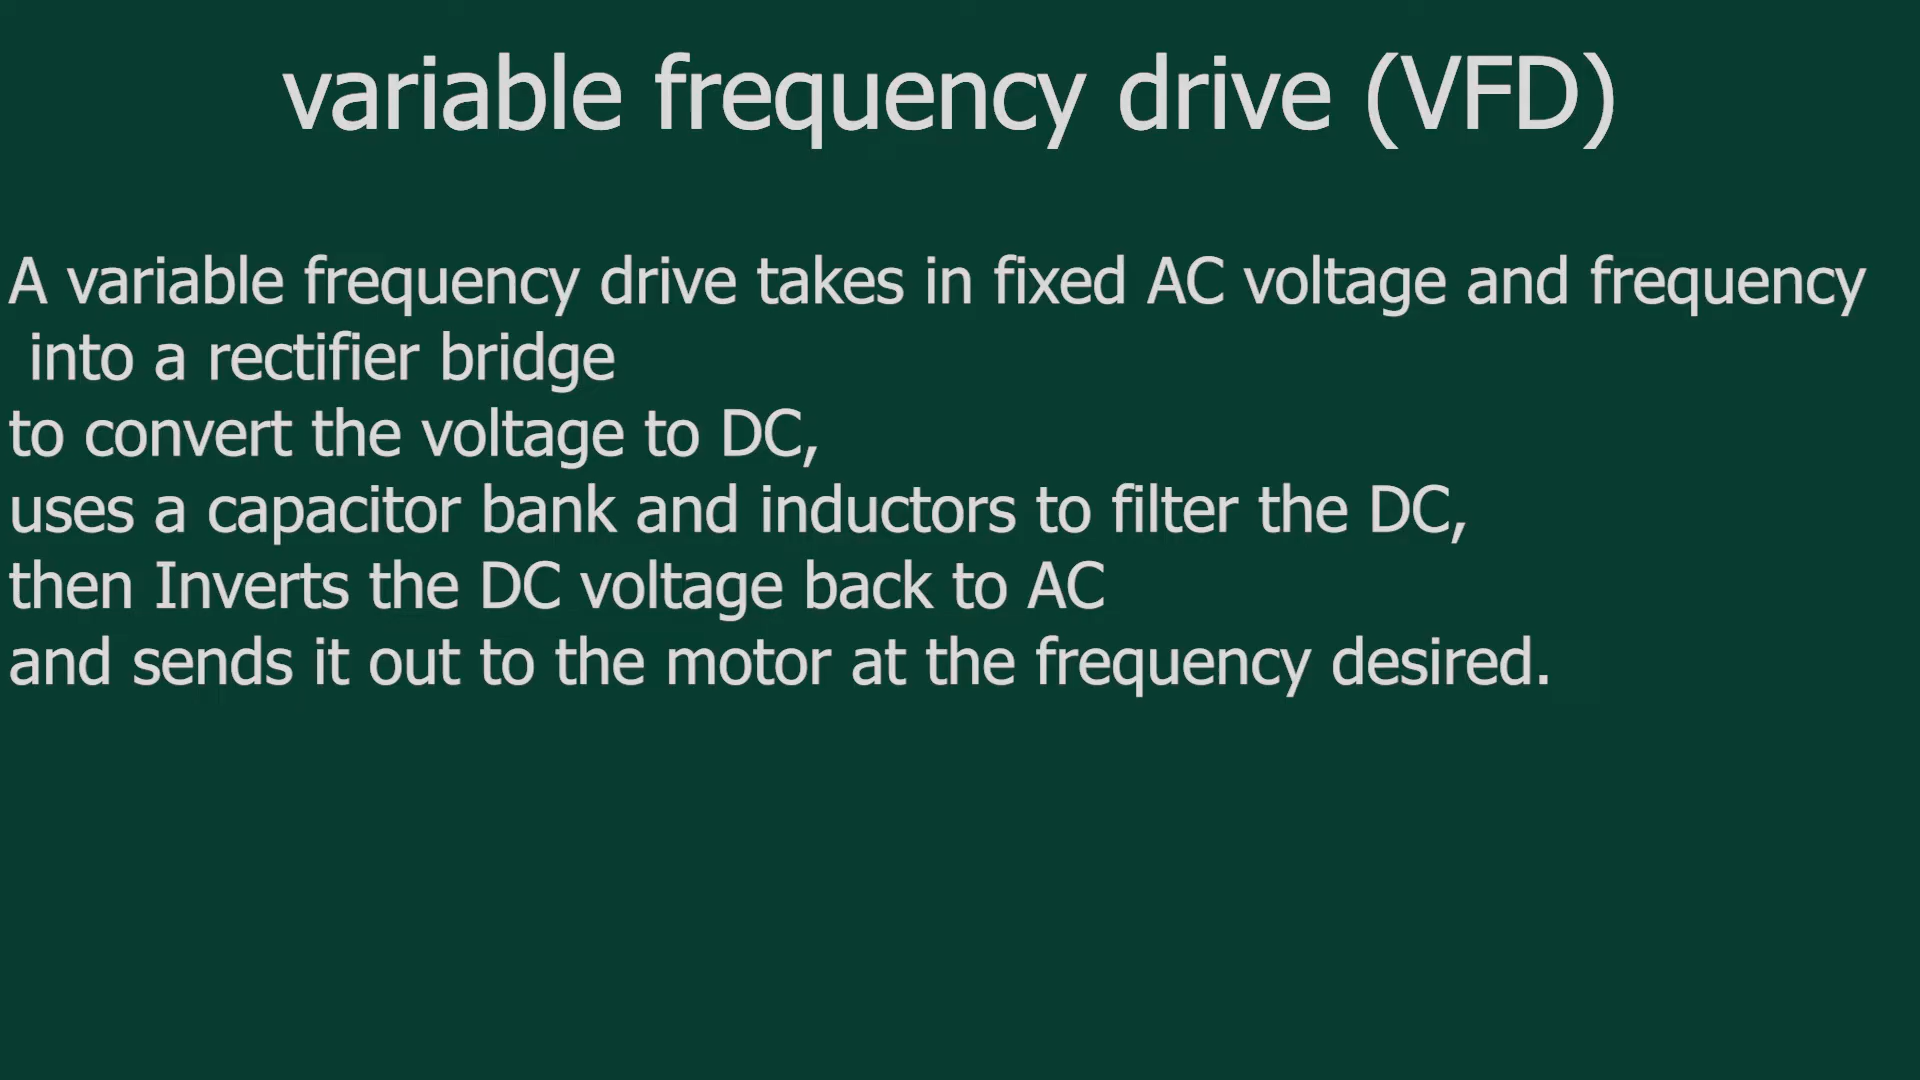 variable frequency drive (VFD)
A variable frequency drive takes in fixed AC voltage and frequency
into a rectifier bridge
to convert the voltage to DC,
uses a capacitor bank and inductors to filter the DC,
then Inverts the DC voltage back to AC
and sends it out to the motor at the frequency desired.